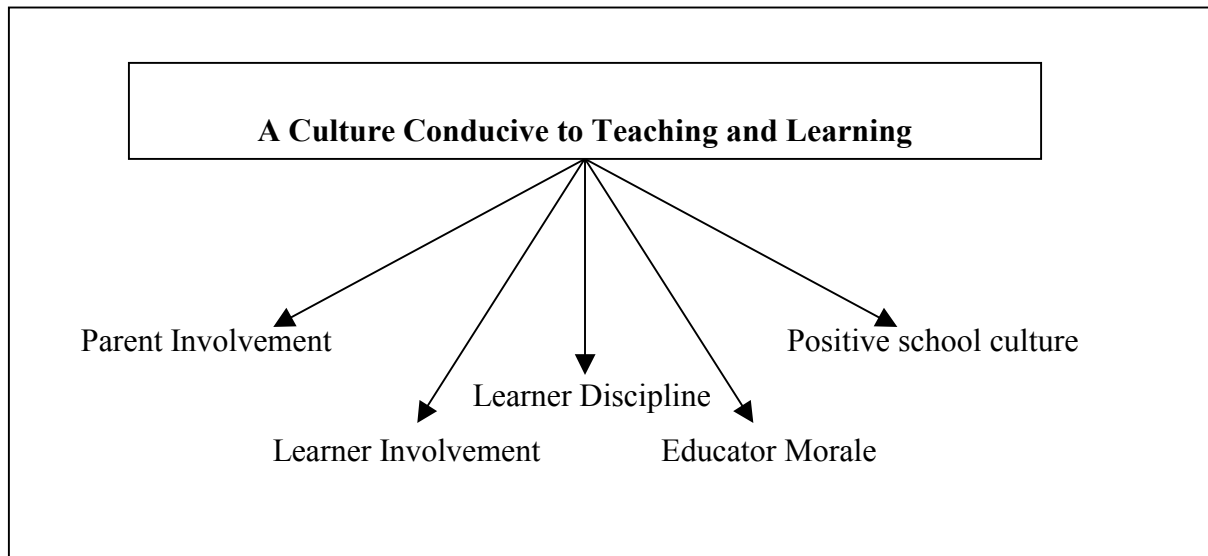 A Culture Conducive to Teaching and Learning
Parent Involvement
Positive school culture
Learner Discipline
Learner Involvement
Educator Morale